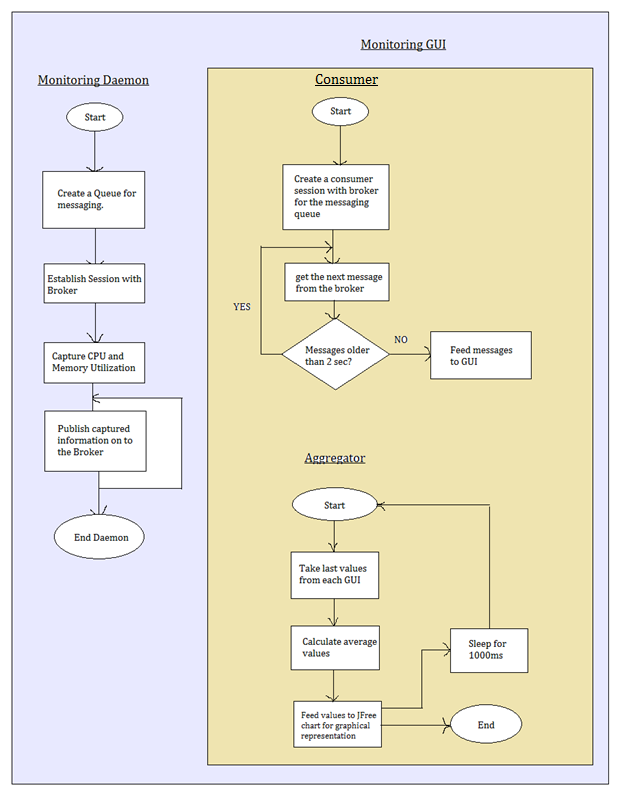 Monitoring GUI
Monitoring Daemon
Start
Create a Queue for
messaging.
Establish Session with
Broker
Capture CPU and
Memory Utilization
Publish captured
information on to
the Broker
End Daemon
Consumer
Start
Create a consumer
session with broker
for the messaging
queue
get the next message
from the broker
YES
Messages older
than 2 sec?
NO
Feed messages
to GUI
Aggregator
Start
Take last values
from each GUI
Calculate average
values
Feed values to JFree
chart for graphical
representation
Sleep for
1000ms
End